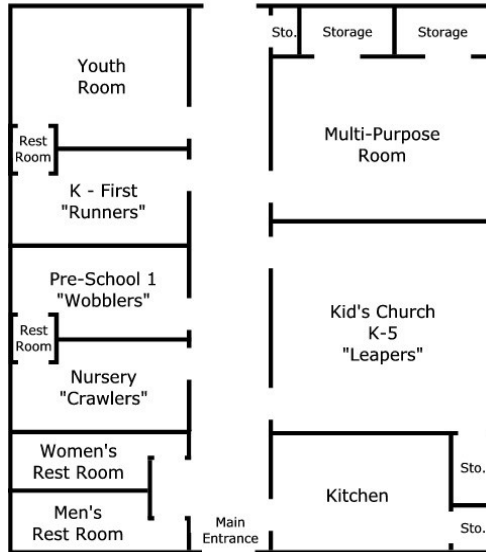 Sto.
Storage
Storage
Youth
Room
Multi-Purpose
Room
Rest
Room
K - First
"Runners"
Pre-School 1
"Wobblers"
Kid's Church
K-5
"Leapers"
Rest
Room
Nursery
"Crawlers"
Women's
Rest Room
Sto.
Kitchen
Men's
Rest Room
Main
Entrance
Sto.